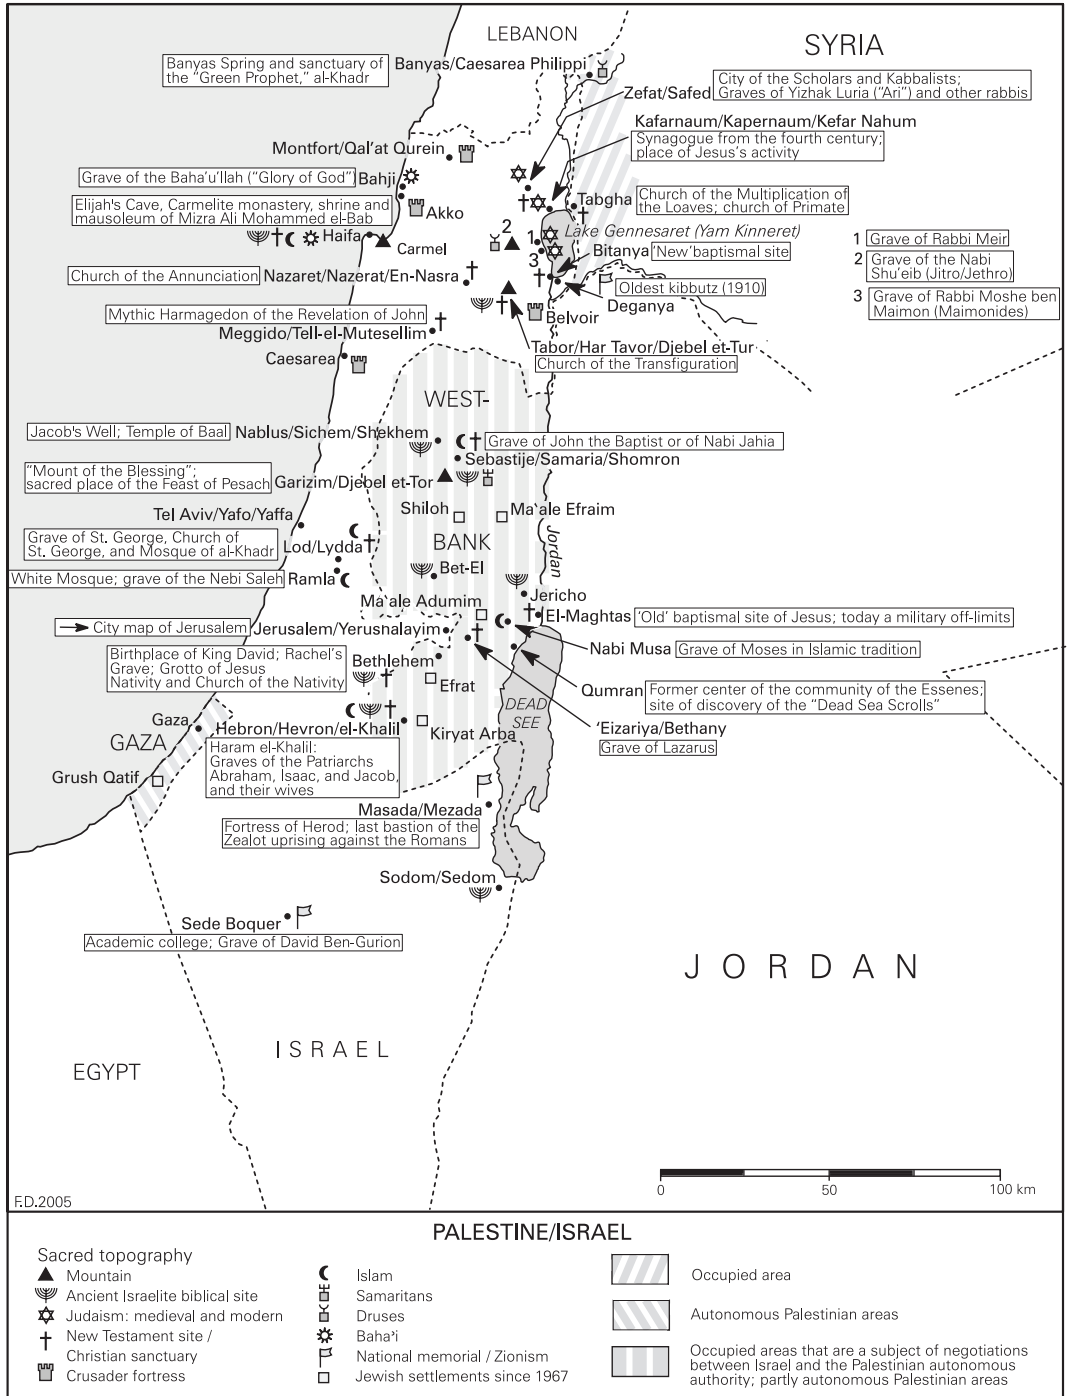 LEBANON
SYRIA
Banyas Spring and sanctuary of
the “Green Prophet,” al-Khadr
Banyas/Caesarea Philippi
Zefat/Safed
City of the Scholars and Kabbalists;
Graves of Yizhak Luria (“Ari”) and other rabbis
Kafarnaum/Kapernaum/Kefar Nahum
Synagogue from the fourth century;
place of Jesus's activity
Montfort/Qal'at Qurein
Grave of the Baha'u'llah (“Glory of God”)
Bahji
Elijah's Cave, Carmelite monastery, shrine and
mausoleum of Mizra Ali Mohammed el-Bab
Akko
Tabgha
Church of the Multiplication of
the Loaves; church of Primate
Lake Gennesaret (Yam Kinneret)
Haifa
Carmel
2
1
3
Bitanya
'New' baptismal site
1 Grave of Rabbi Meir
2 Grave of the Nabi
Shu'eib (Jitro/Jethro)
3 Grave of Rabbi Moshe ben
Maimon (Maimonides)
Church of the Annunciation
Nazaret/Nazerat/En-Nasra
Oldest kibbutz (1910)
Deganya
Mythic Harmagedon of the Revelation of John
Belvoir
Meggido/Tell-el-Mutesellim
Tabor/Har Tavor/Djebel et-Tur
Church of the Transfiguration
Caesarea
WEST-
Jacob's Well; Temple of Baal
Nablus/Sichem/Shekhem
Grave of John the Baptist or of Nabi Jahia
Sebastije/Samaria/Shomron
“Mount of the Blessing”;
sacred place of the Feast of Pesach
Garizim/Djebel et-Tor
Tel Aviv/Yafo/Yaffa
Shiloh
Ma'ale Efraim
Grave of St. George, Church of
St. George, and Mosque of al-Khadr
Lod/Lydda
BANK
Jordan
White Mosque; grave of the Nebi Saleh
Ramla
Bet-El
Jericho
Ma'ale Adumim
El-Maghtas
'Old' baptismal site of Jesus; today a military off-limits
City map of Jerusalem
Jerusalem/Yerushalayim
Nabi Musa
Grave of Moses in Islamic tradition
Birthplace of King David; Rachel's
Grave; Grotto of Jesus
Nativity and Church of the Nativity
Bethlehem
Efrat
Qumran
Former center of the community of the Essenes;
site of discovery of the “Dead Sea Scrolls”
DEAD
SEE
Gaza
GAZA
Hebron/Hevron/el-Khalil
Kiryat Arba
'Eizariya/Bethany
Grave of Lazarus
Haram el-Khalil:
Graves of the Patriarchs
Abraham, Isaac, and Jacob,
and their wives
Grush Qatif
Masada/Mezada
Fortress of Herod; last bastion of the
Zealot uprising against the Romans
Sodom/Sedom
Sede Boquer
Academic college; Grave of David Ben-Gurion
JORDAN
ISRAEL
EGYPT
0 50 100 km
F.D.2005
PALESTINE/ISRAEL
Sacred topography
Mountain
Ancient Israelite biblical site
Judaism: medieval and modern
New Testament site /
Christian sanctuary
Crusader fortress
Islam
Samaritans
Druses
Baha'i
National memorial / Zionism
Jewish settlements since 1967
Occupied area
Autonomous Palestinian areas
Occupied areas that are a subject of negotiations
between Israel and the Palestinian autonomous
authority; partly autonomous Palestinian areas